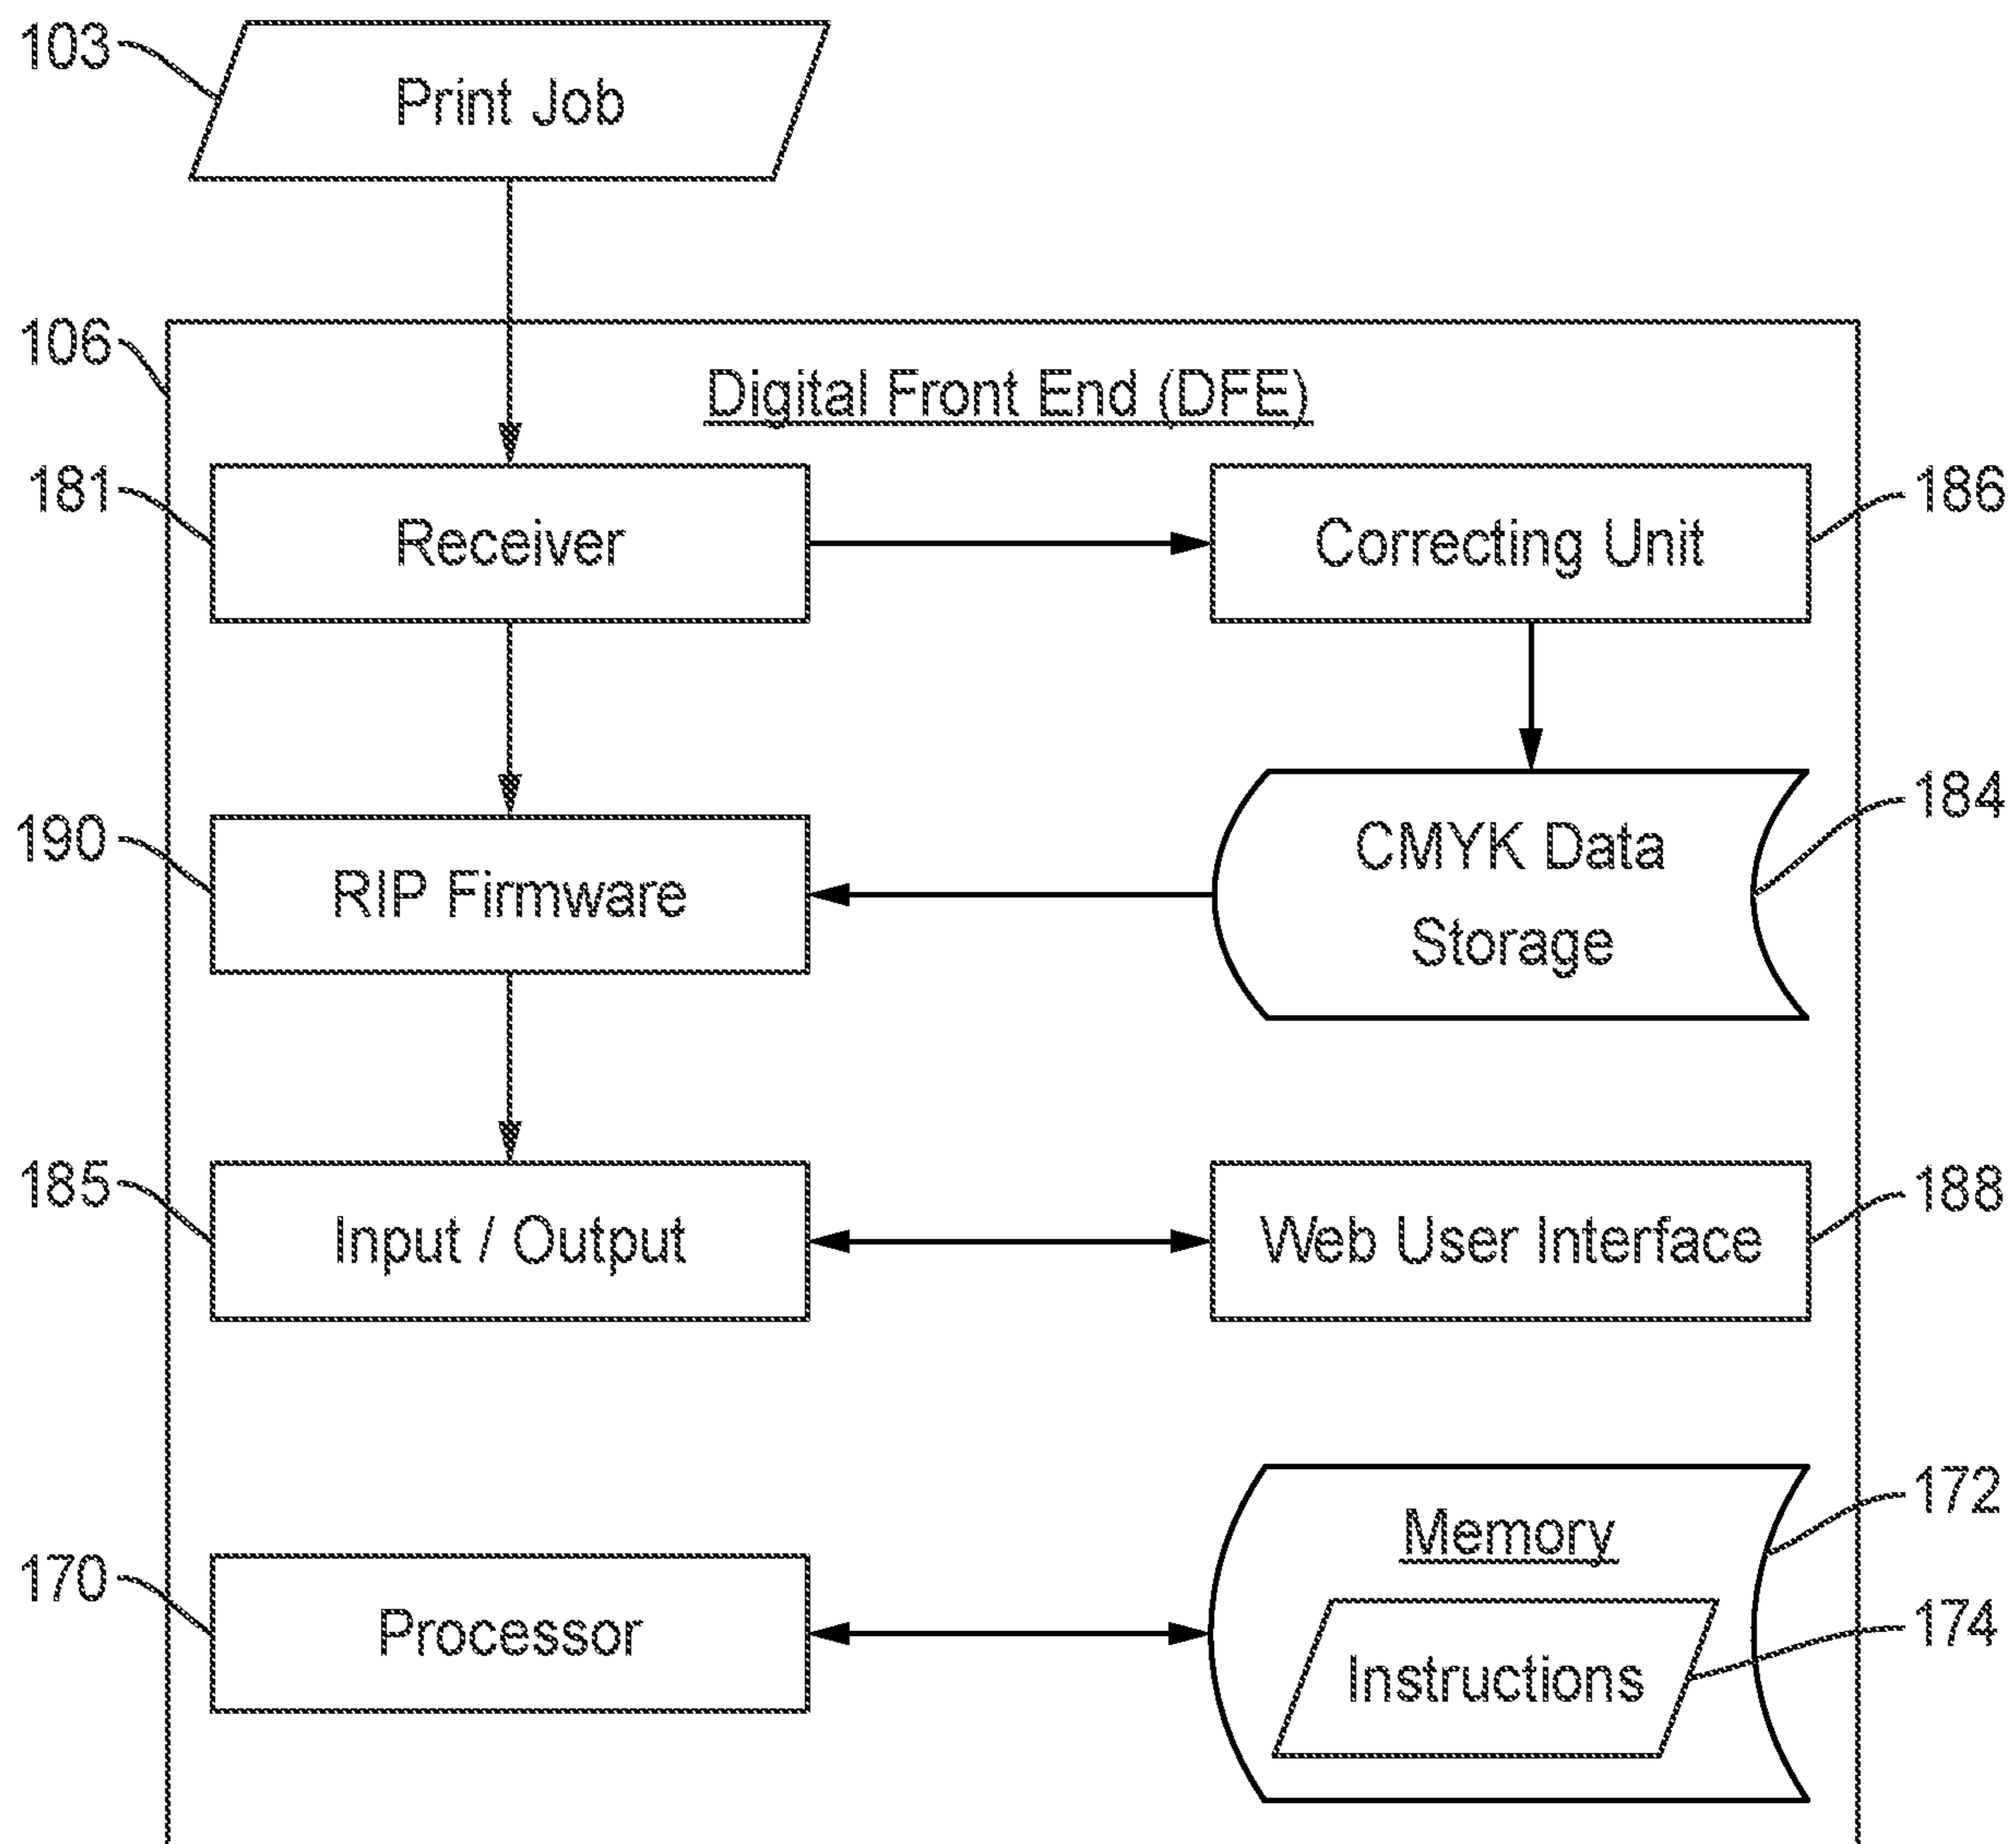 103
Print Job
106
Digital Front End (DFE)
181
Receiver
Correcting Unit
186
190
RIP Firmware
CMYK Data
Storage
184
185
Input / Output
Web User Interface
188
170
Processor
Memory
172
Instructions
174